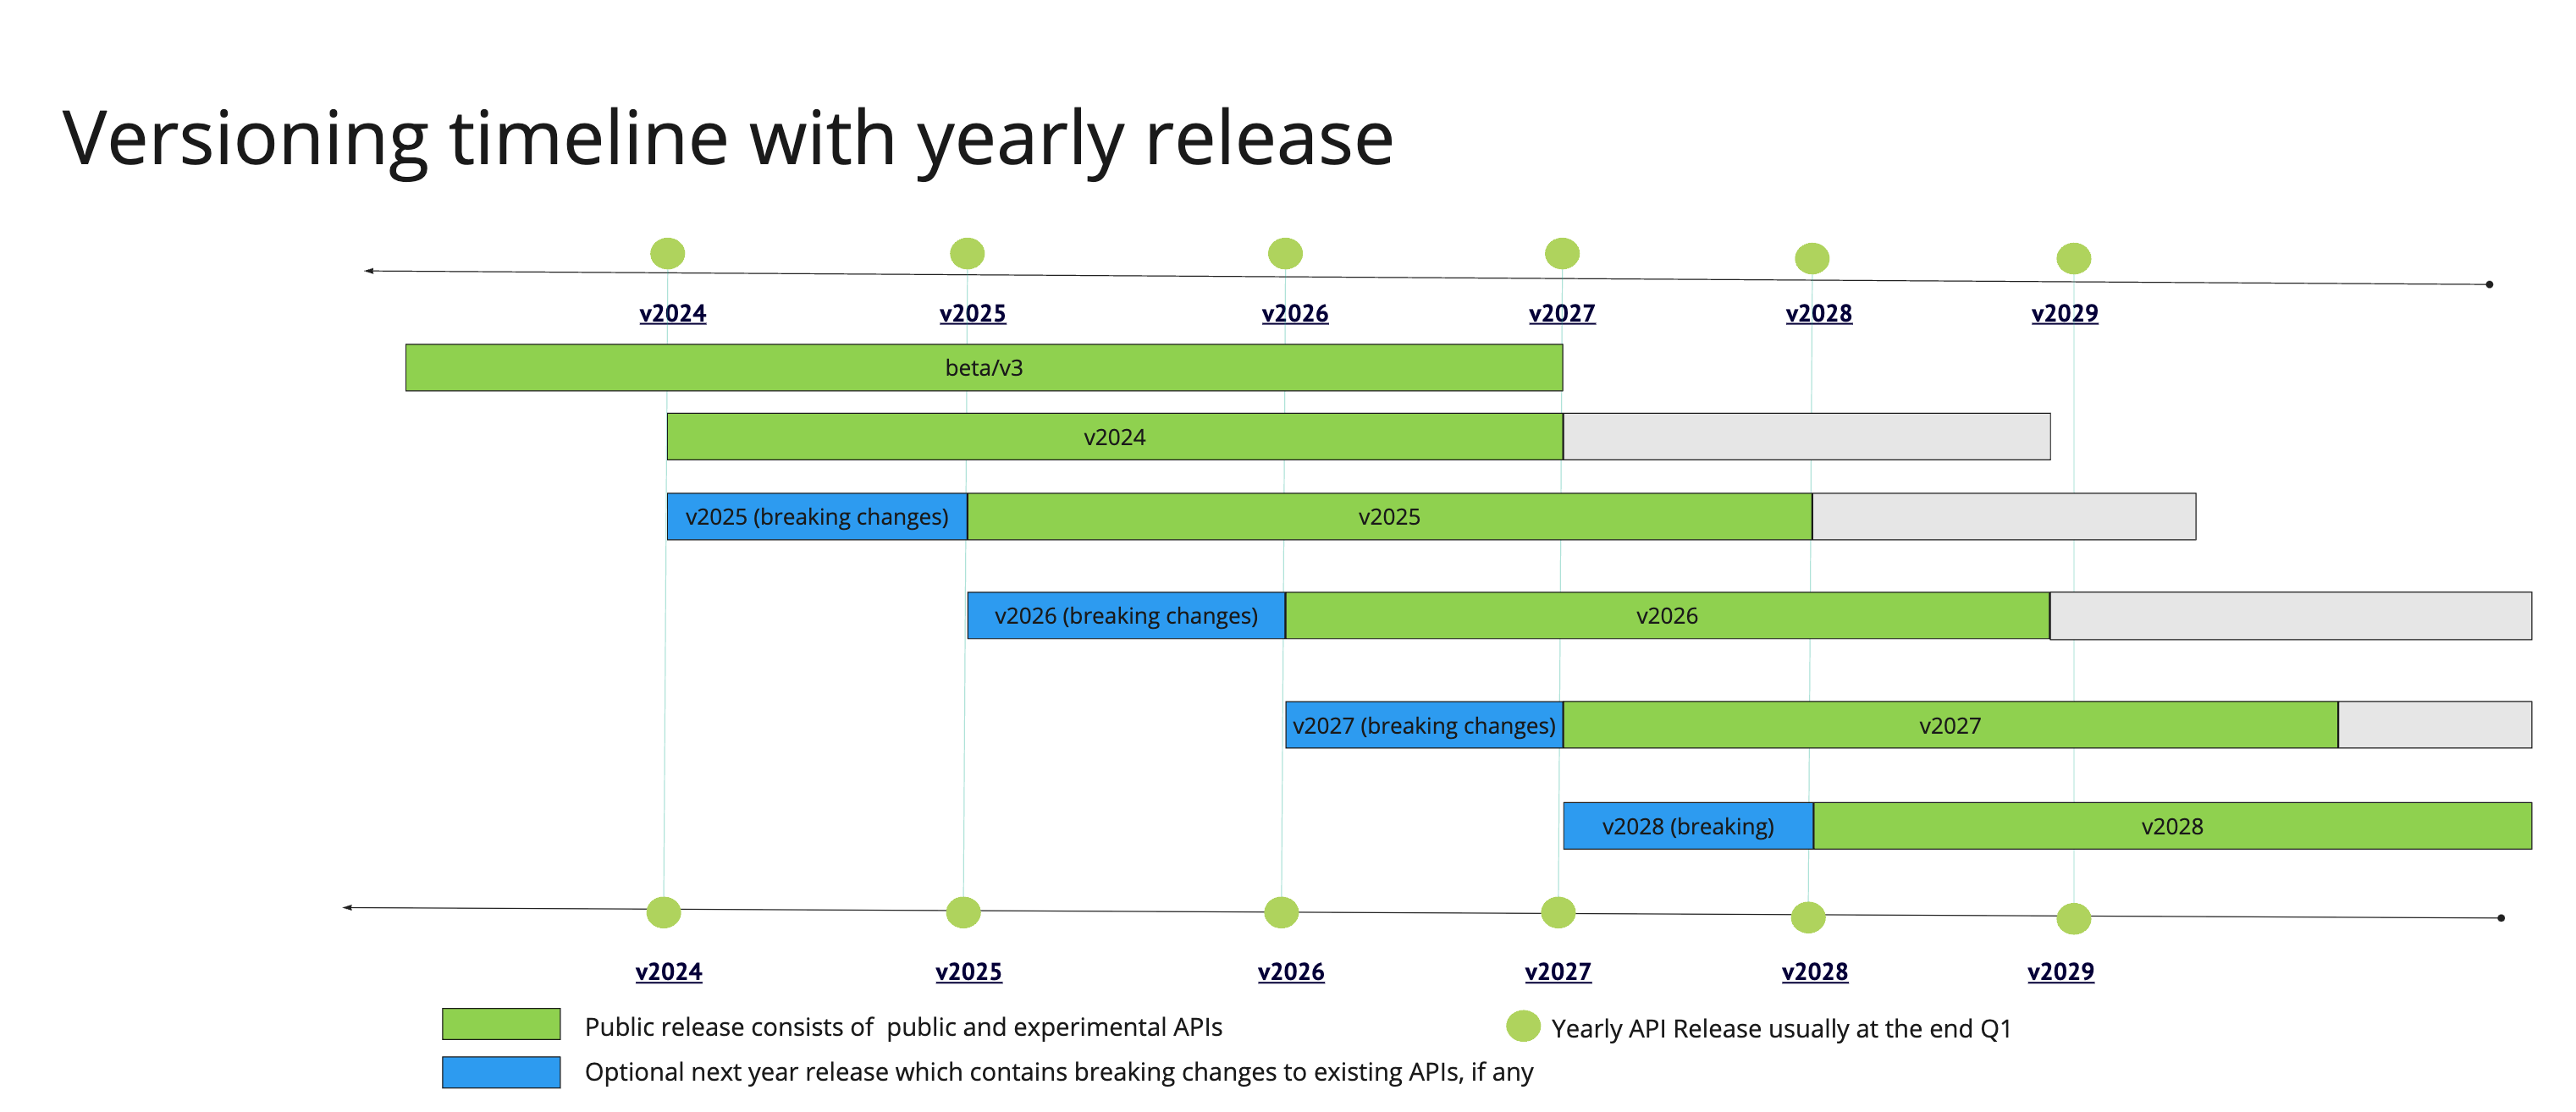 Versioning timeline with yearly release
v2024 v2025 v2026 v2027 v2028 v2029
beta/v3
v2024
v2025 (breaking changes) v2025
v2026 (breaking changes) v2026
v2027 (breaking changes) v2027
v2028 (breaking) v2028
v2024 v2025 v2026 v2027 v2028 v2029
Public release consists of  public and experimental APIs
Yearly API Release usually at the end Q1
Optional next year release which contains breaking changes to existing APIs, if any